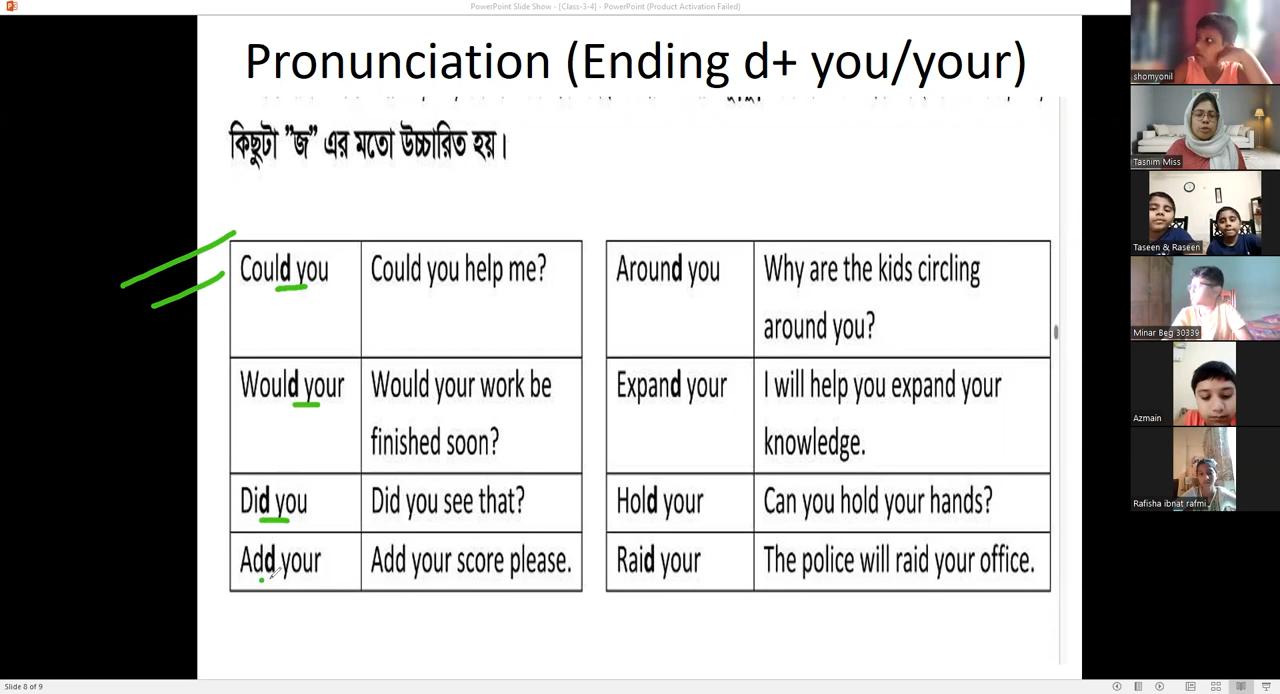 PowerPoint Slide Show - [Class-3-4] - PowerPoint (Product Activation Failed)
Pronunciation (Ending d+ you/your)
কিছুটা ”জ” এর মতো উচ্চারিত হয়।
Could you
Could you help me?
Would your
Would your work be
finished soon?
Did you
Did you see that?
Add your
Add your score please.
Around you
Why are the kids circling
around you?
Expand your
I will help you expand your
knowledge.
Hold your
Can you hold your hands?
Raid your
The police will raid your office.
shomyonil
Tasnim Miss
Taseen & Raseen
Minar Beg 30339
Azmain
Rafisha ibnat rafmi
Slide 8 of 9